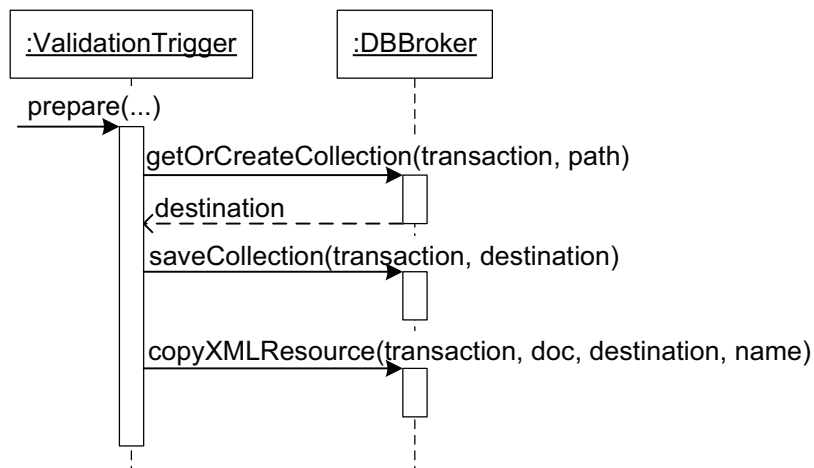 :ValidationTrigger
:DBBroker
prepare(...)
getOrCreateCollection(transaction, path)
destination
saveCollection(transaction, destination)
copyXMLResource(transaction, doc, destination, name)